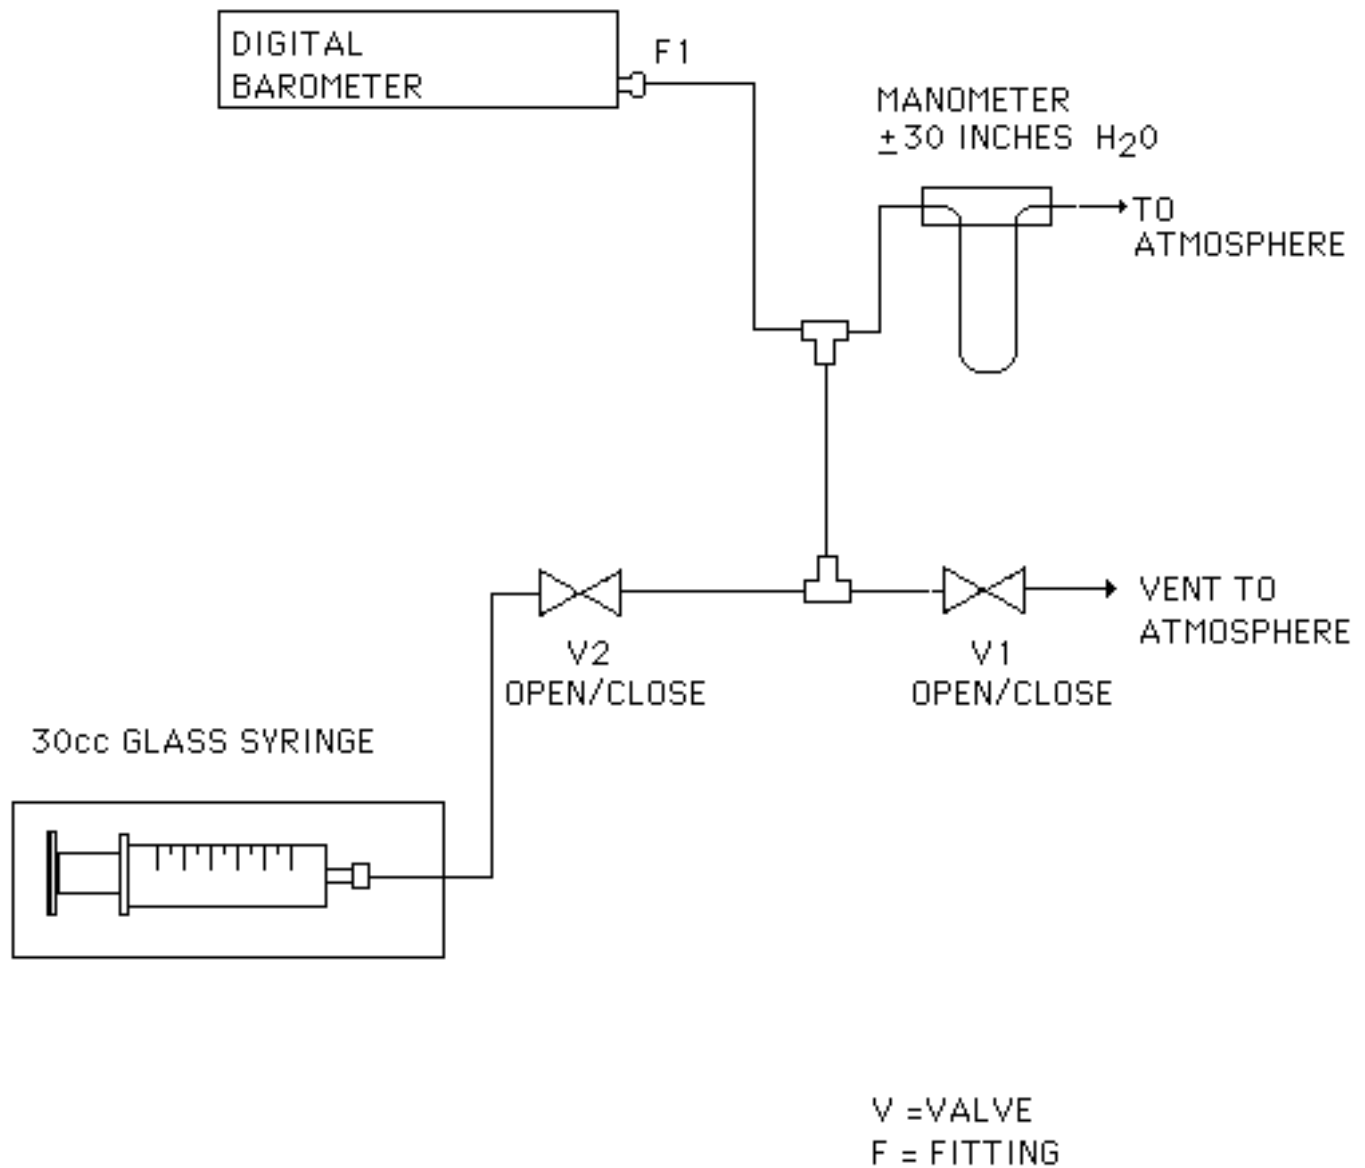 DIGITAL
BAROMETER
F1
MANOMETER
±30 INCHES H₂O
TO
ATMOSPHERE
VENT TO
ATMOSPHERE
V2
OPEN/CLOSE
V1
OPEN/CLOSE
30cc GLASS SYRINGE
V =VALVE
F = FITTING